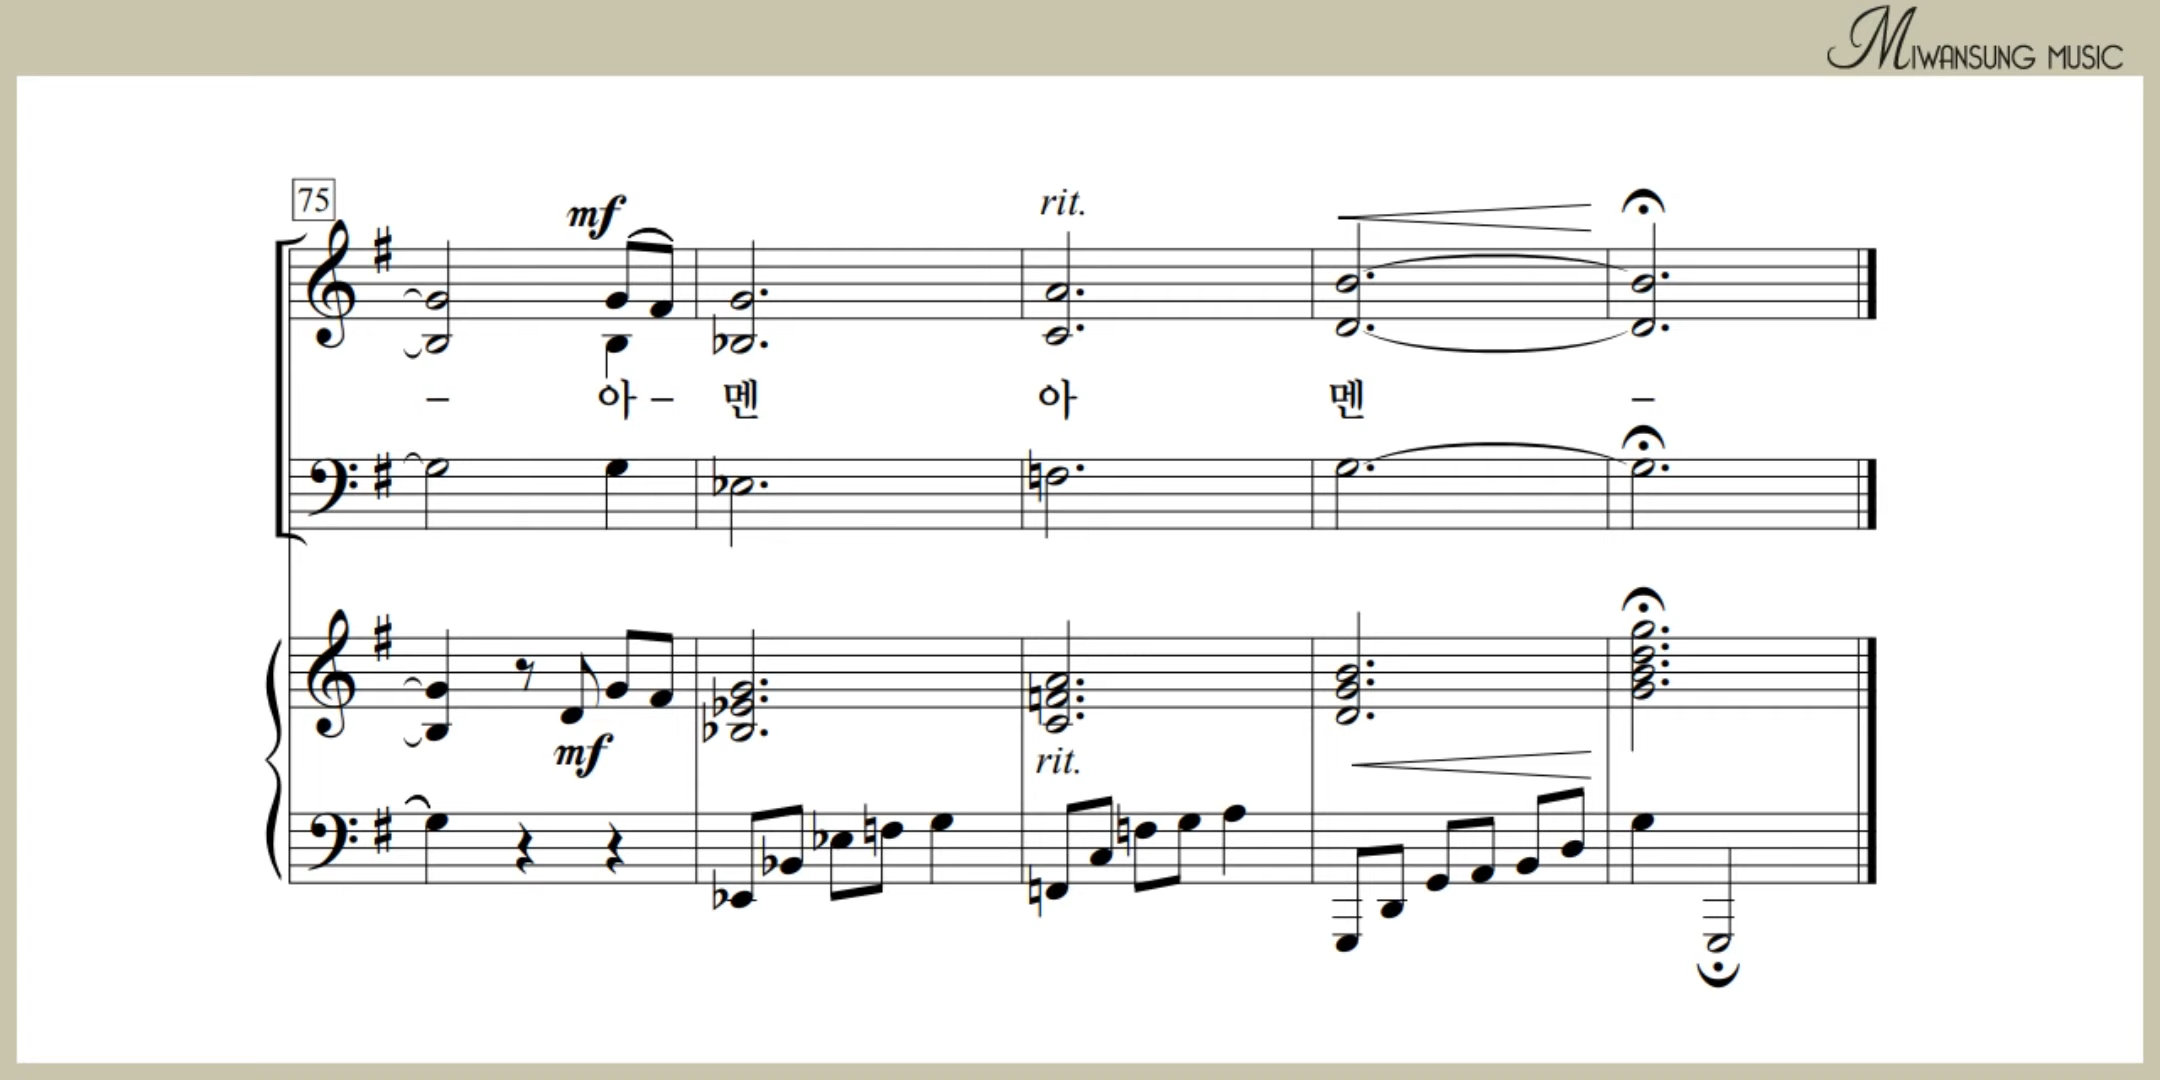 MIWANSUNG MUSIC
75
mf
rit.
– 아 – 멘 아 멘 –
mf
rit.